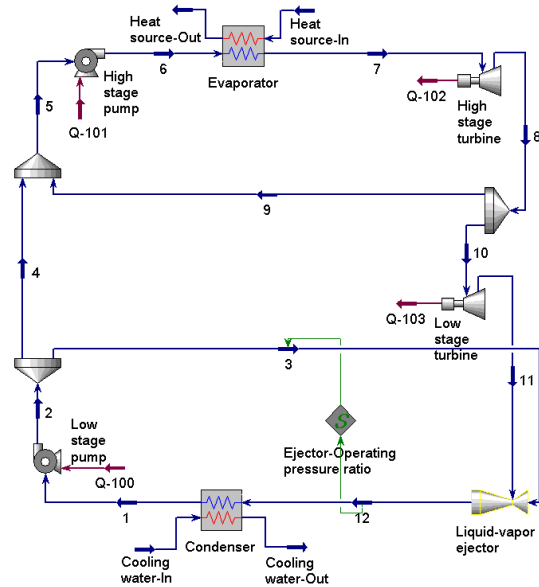 Heat
source-Out
Heat
source-In
6
7
Evaporator
High
stage
pump
Q-101
5
Q-102
High
stage
turbine
8
9
10
4
Q-103
Low
stage
turbine
3
11
2
Low
stage
pump
Q-100
S
Ejector-Operating
pressure ratio
1
12
Cooling
water-In
Condenser
Cooling
water-Out
Liquid-vapor
ejector